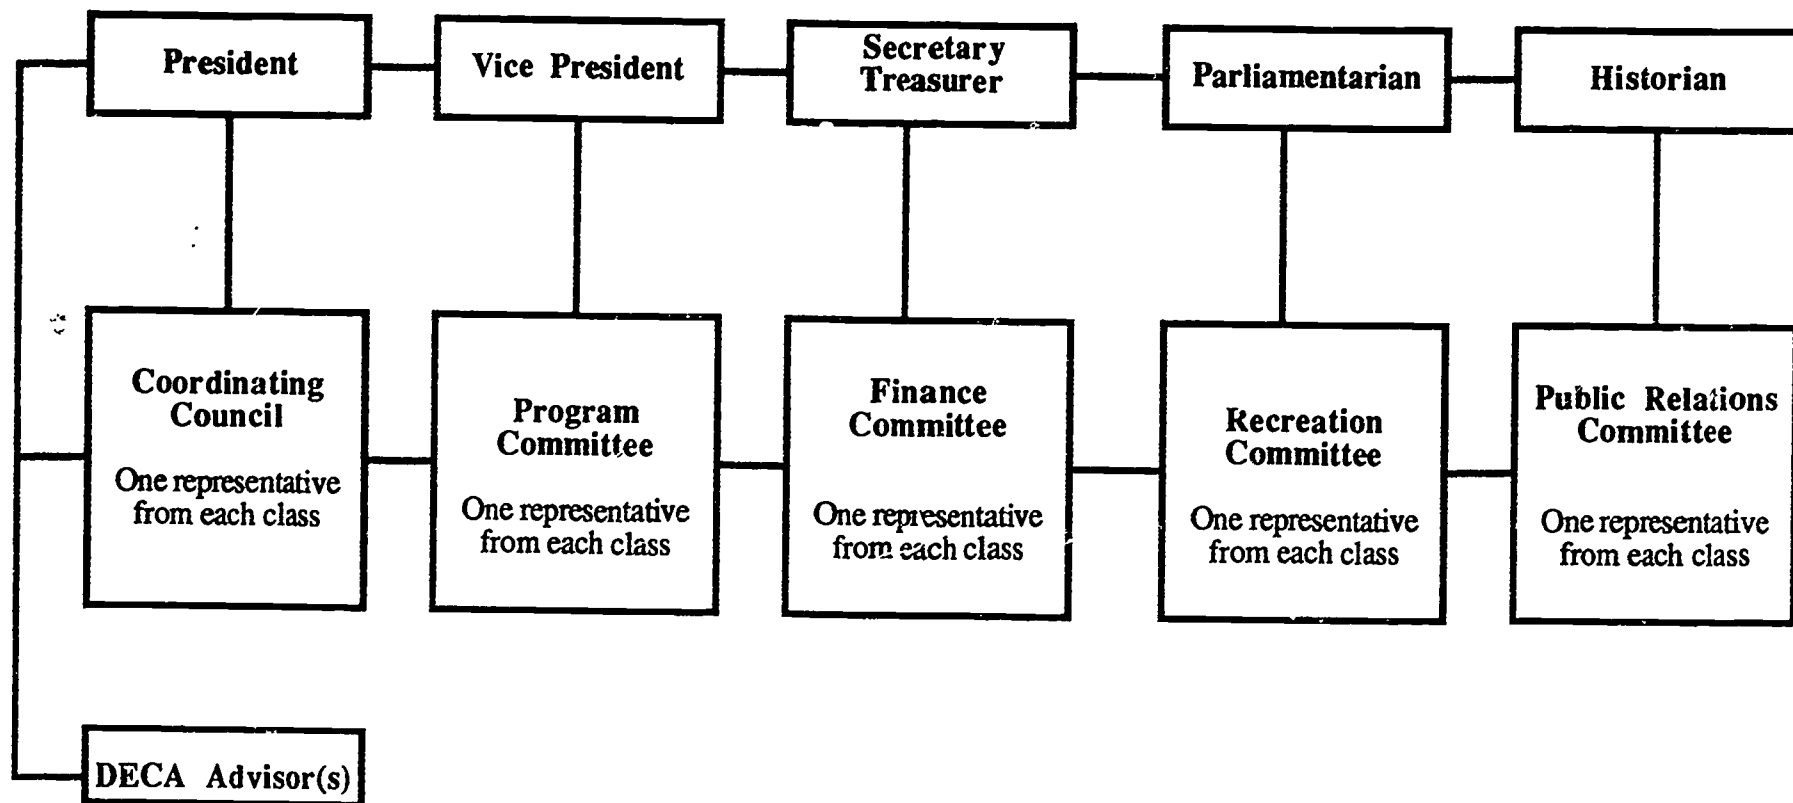 President
Vice President
Secretary
Treasurer
Parliamentarian
Historian
Coordinating
Council
One representative
from each class
Program
Committee
One representative
from each class
Finance
Committee
One representative
from each class
Recreation
Committee
One representative
from each class
Public Relations
Committee
One representative
from each class
DECA Advisor(s)